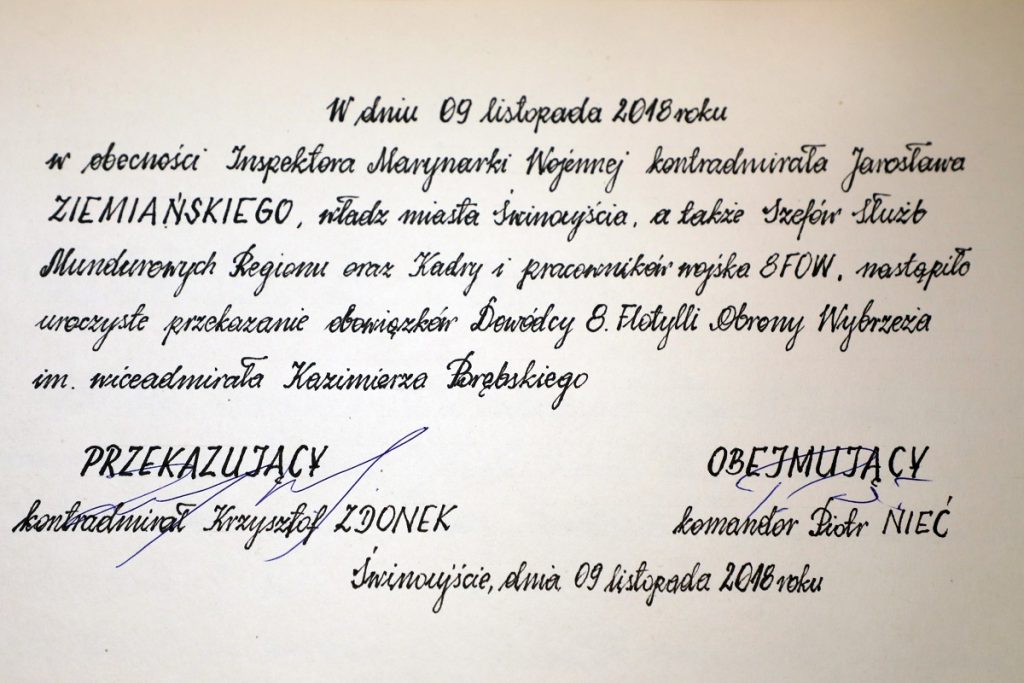 W dniu 09 listopada 2018 roku
w obecności Inspektora Marynarki Wojennej kontradmirała Jarosława
ZIEMIAŃSKIEGO, władz miasta Świnoujścia, a także Szefów Służb
Mundurowych Regionu oraz Kadry i pracowników wojska 8FOW, nastąpiło
uroczyste przekazanie obowiązków Dowódcy 8. Flotylli Obrony Wybrzeża
im. wiceadmirała Kazimierza Porębskiego
PRZEKAZUJĄCY OBEJMUJĄCY
kontradmirał Krzysztof ZDONEK komandor Piotr NIEĆ
Świnoujście, dnia 09 listopada 2018 roku